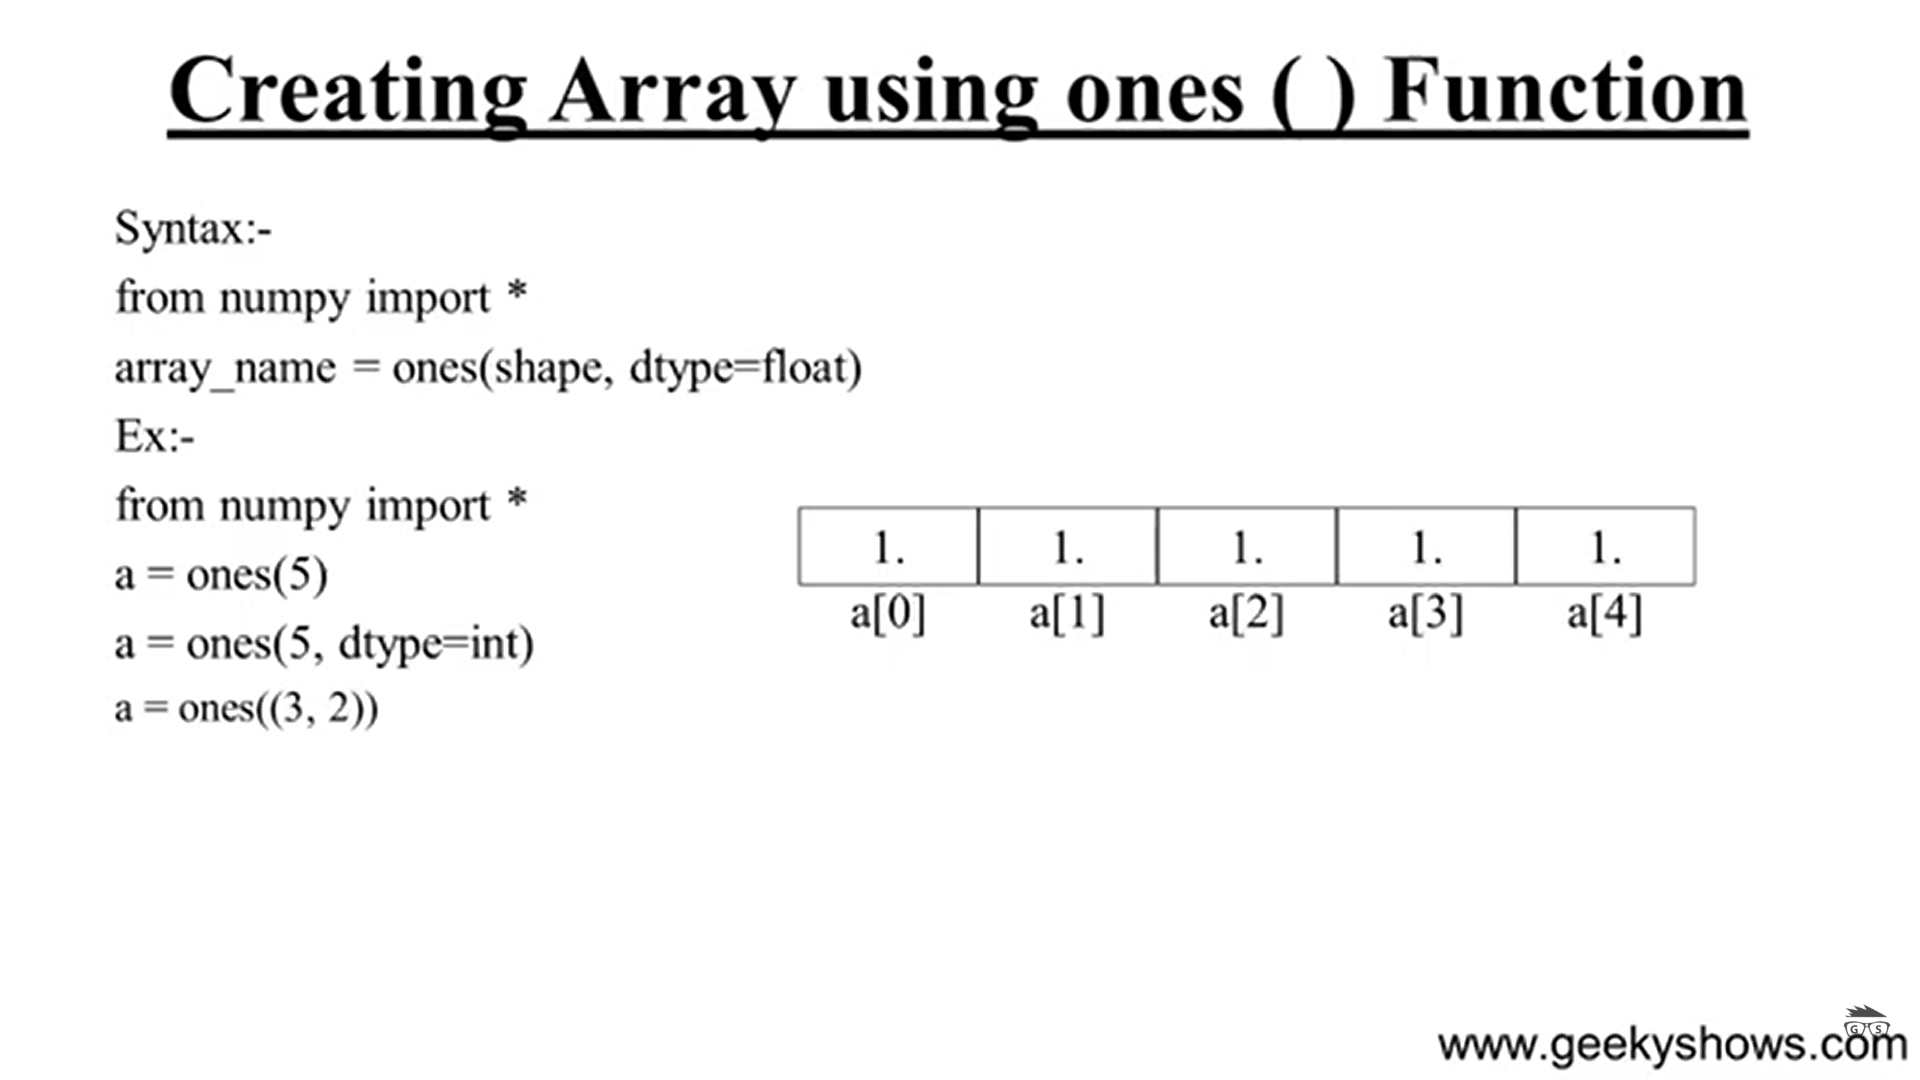 Creating Array using ones ( ) Function
Syntax:-
from numpy import *
array_name = ones(shape, dtype=float)
Ex:-
from numpy import *
a = ones(5)
a = ones(5, dtype=int)
a = ones((3, 2))
1. 1. 1. 1. 1.
a[0] a[1] a[2] a[3] a[4]
G S
www.geekyshows.com